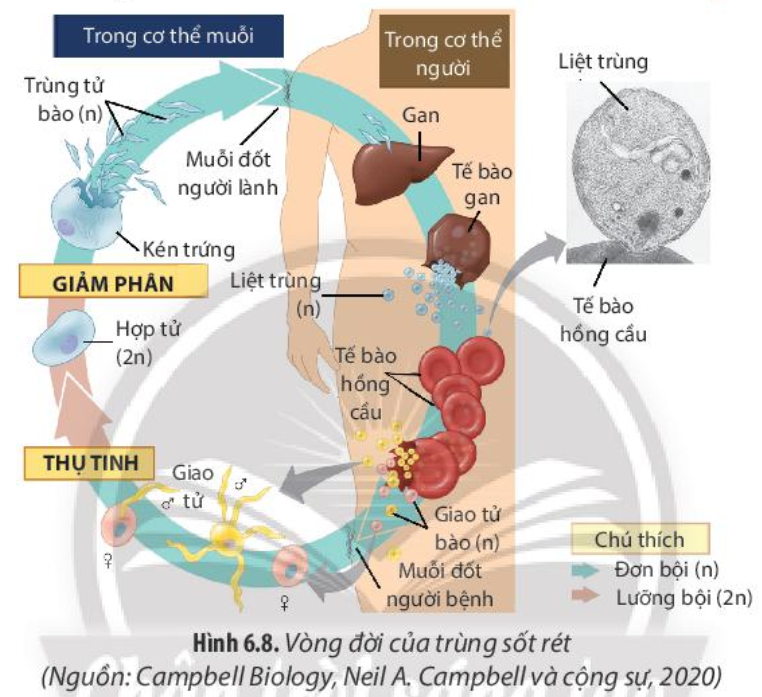 Trong cơ thể muỗi
Trong cơ thể
người
Trùng tử
bào (n)
Muỗi đốt
người lành
Gan
Tế bào
gan
Liệt trùng
Kén trứng
GIẢM PHÂN
Liệt trùng
(n)
Tế bào
hồng cầu
Hợp tử
(2n)
Tế bào
hồng
cầu
THỤ TINH
Giao
♂ tử
♂
♀
♀
Giao tử
bào (n)
Muỗi đốt
người bệnh
Chú thích
Đơn bội (n)
Lưỡng bội (2n)
Hình 6.8. Vòng đời của trùng sốt rét
(Nguồn: Campbell Biology, Neil A. Campbell và cộng sự, 2020)